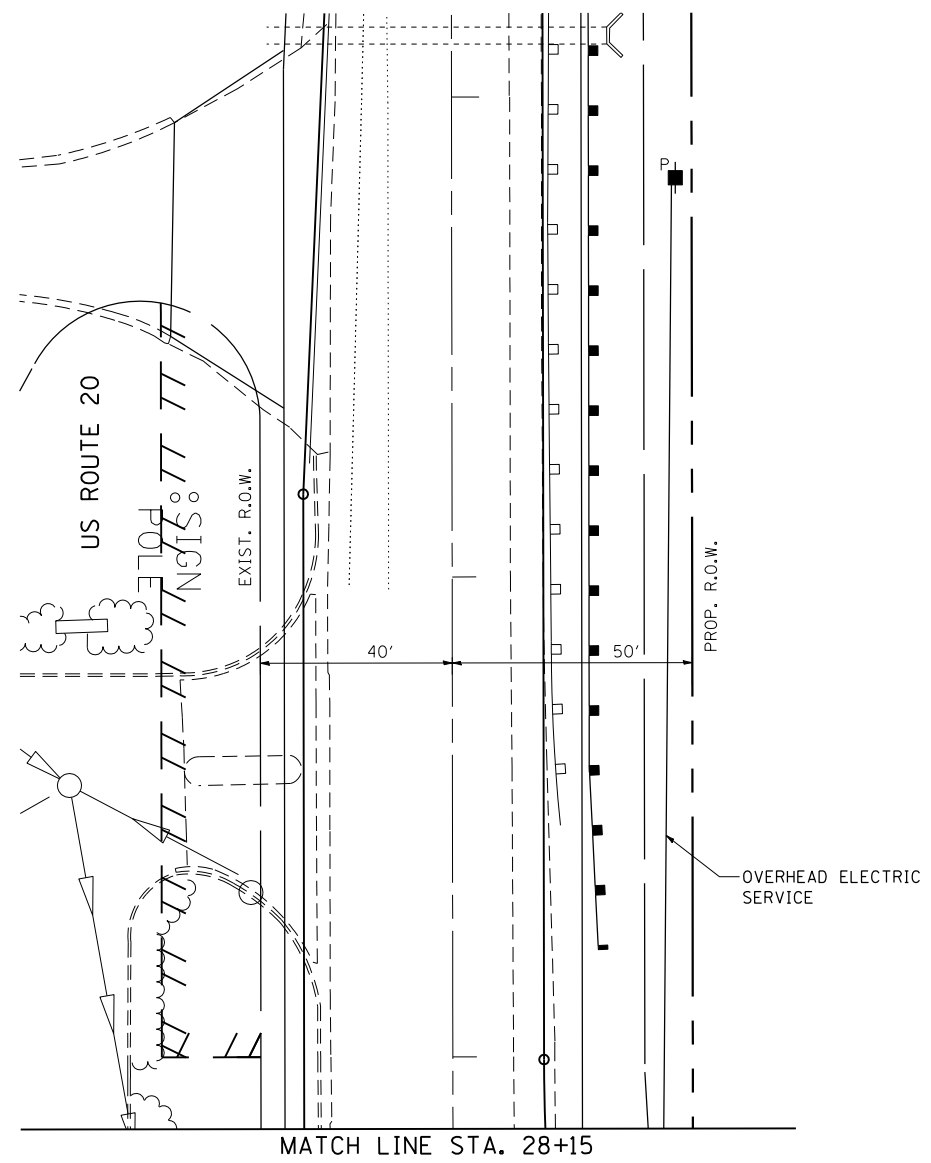 P
US ROUTE 20
SIGN
POLE
EXIST. R.O.W.
PROP. R.O.W.
40'
50'
OVERHEAD ELECTRIC
SERVICE
MATCH LINE STA. 28+15